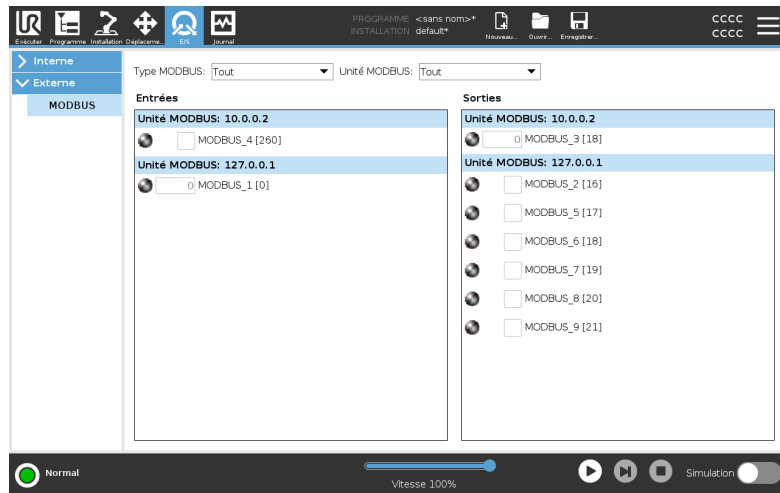 UR
PROGRAMME <sans nom>*
INSTALLATION default*
CCCC
CCCC
Exécuter Programme Installation Déplaceme... E/S Journal
Nouveau... Ouvrir... Enregistrer...
Interne
Externe
MODBUS
Type MODBUS: Tout Unité MODBUS: Tout
Entrées
Unité MODBUS: 10.0.0.2
MODBUS_4 [260]
Unité MODBUS: 127.0.0.1
0 MODBUS_1 [0]
Sorties
Unité MODBUS: 10.0.0.2
0 MODBUS_3 [18]
Unité MODBUS: 127.0.0.1
MODBUS_2 [16]
MODBUS_5 [17]
MODBUS_6 [18]
MODBUS_7 [19]
MODBUS_8 [20]
MODBUS_9 [21]
Normal
Vitesse 100%
Simulation